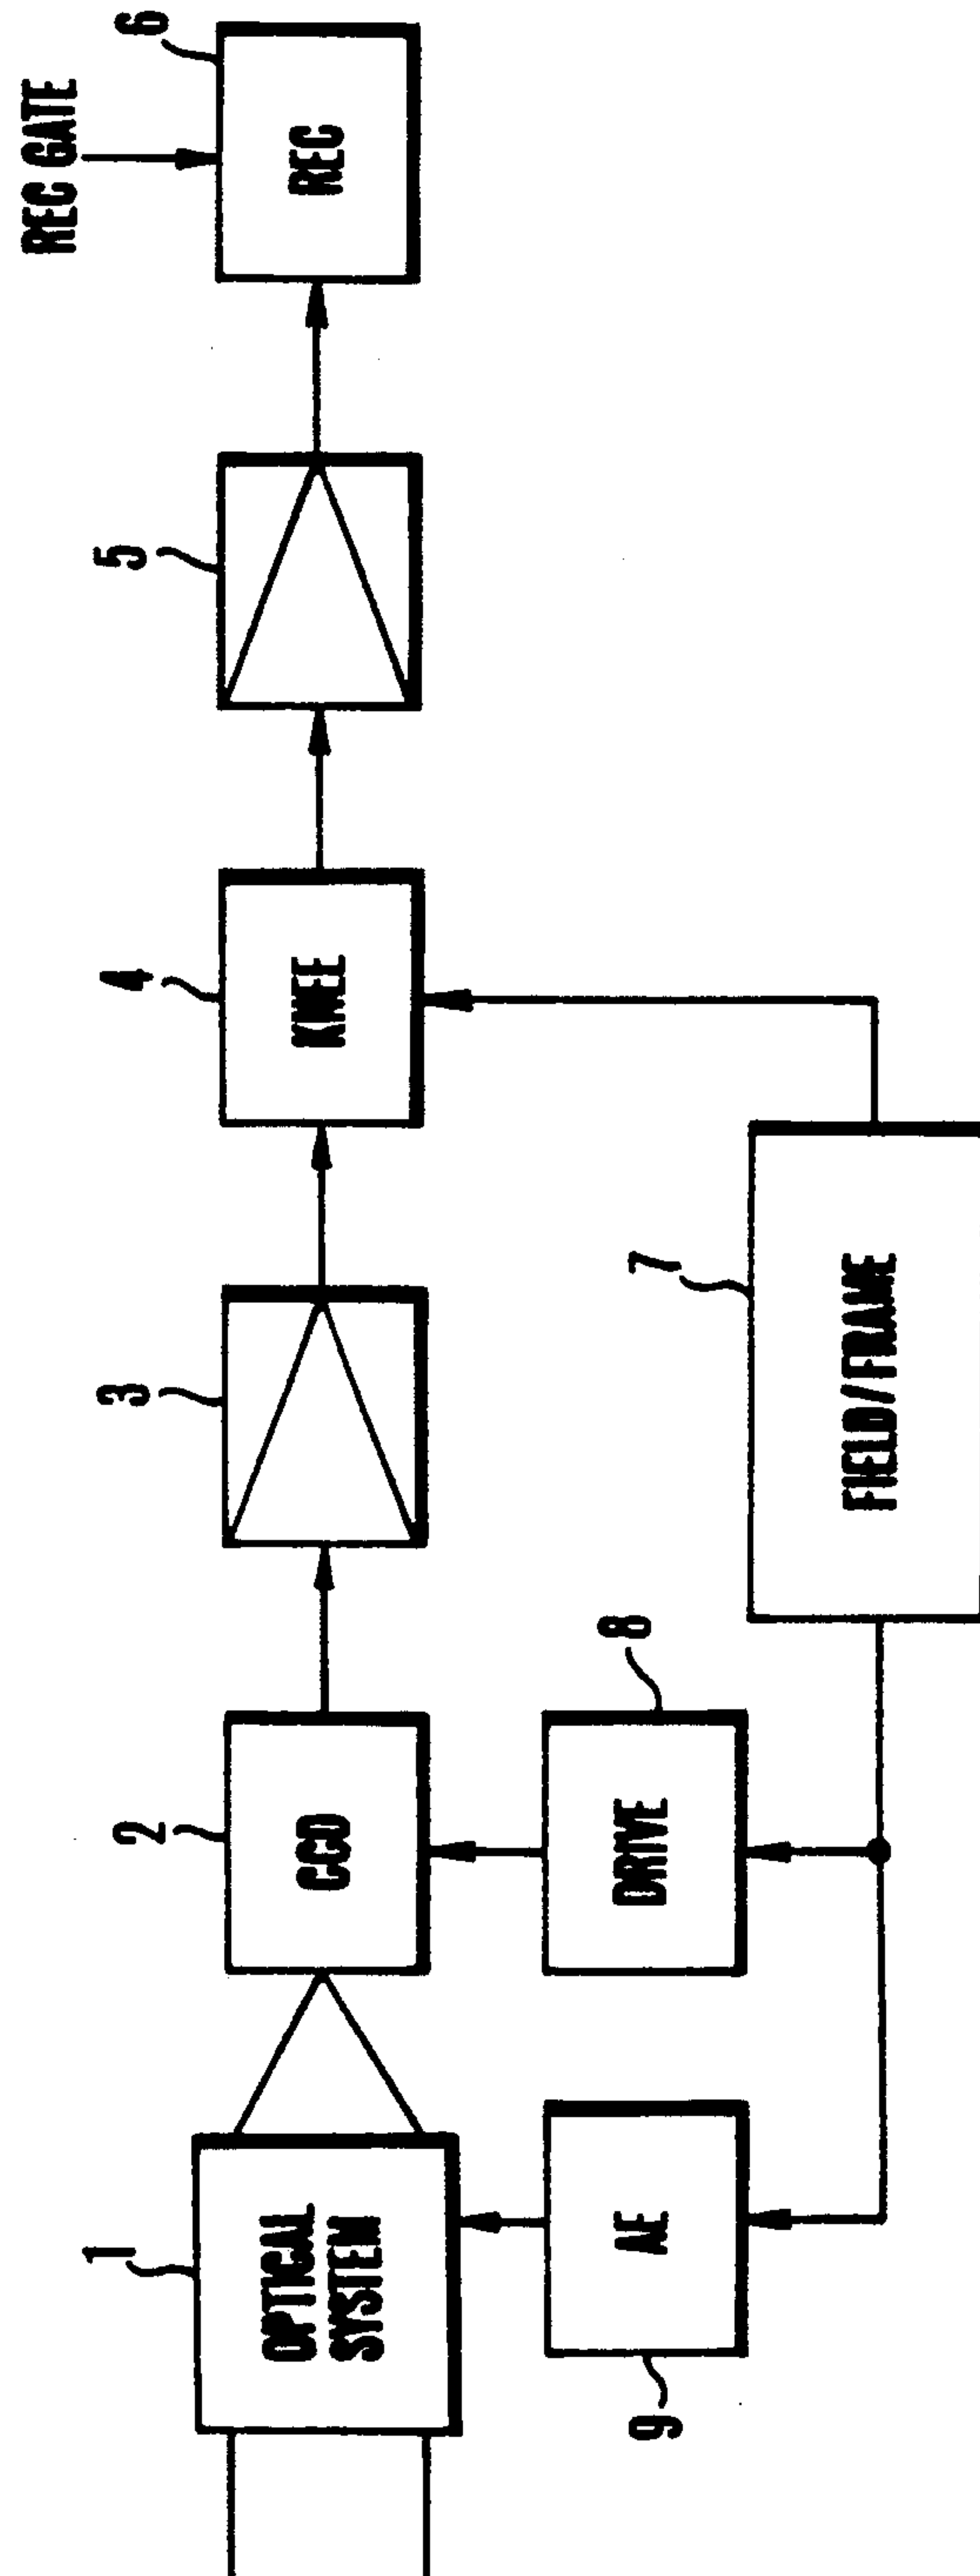 REC GATE
1
OPTICAL
SYSTEM
2
CCD
3
4
KNEE
5
6
REC
9
AE
8
DRIVE
7
FIELD/FRAME